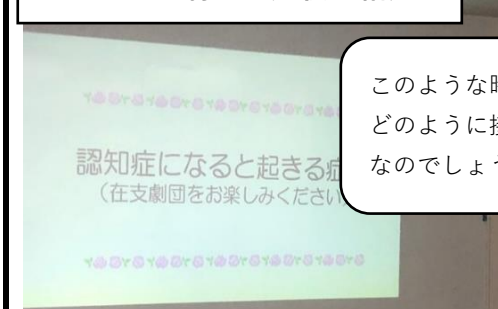 認知症になると起きる症
（在支劇団をお楽しみください
このような時
どのように接
なのでしょう